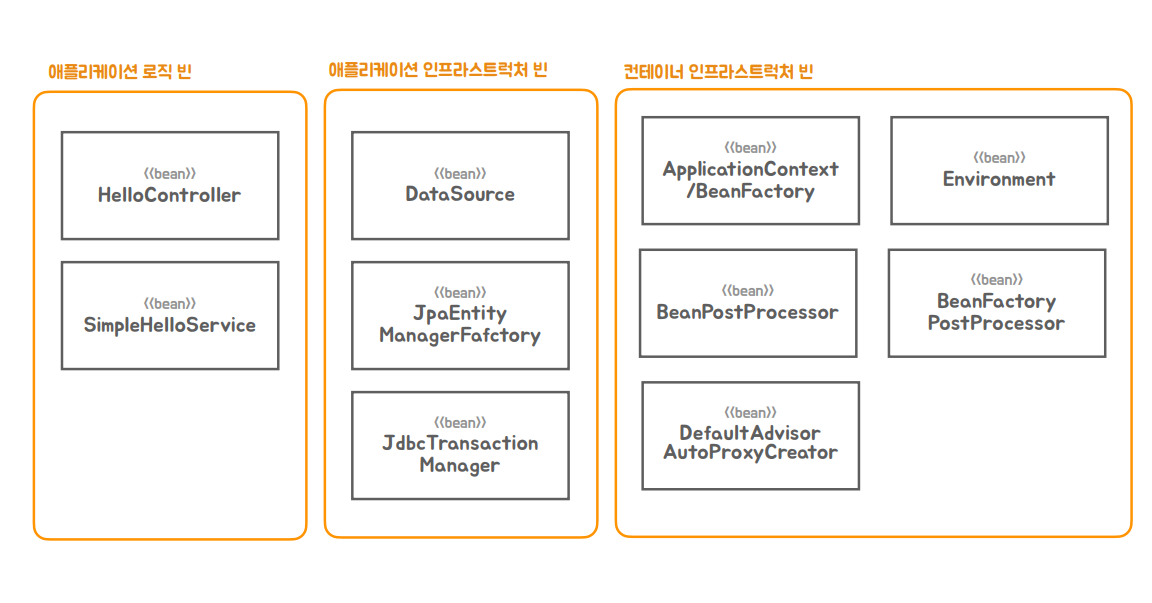 애플리케이션 로직 빈
<<bean>>
HelloController
<<bean>>
SimpleHelloService
애플리케이션 인프라스트럭처 빈
<<bean>>
DataSource
<<bean>>
JpaEntity
ManagerFafctory
<<bean>>
JdbcTransaction
Manager
컨테이너 인프라스트럭처 빈
<<bean>>
ApplicationContext
/BeanFactory
<<bean>>
Environment
<<bean>>
BeanPostProcessor
<<bean>>
BeanFactory
PostProcessor
<<bean>>
DefaultAdvisor
AutoProxyCreator